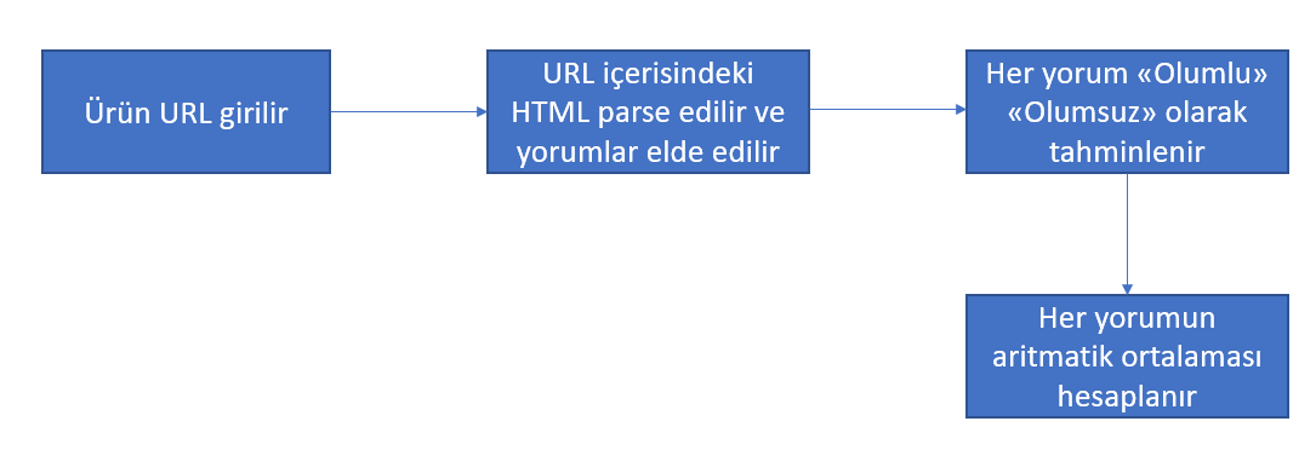 Ürün URL girilir
URL içerisindeki
HTML parse edilir ve
yorumlar elde edilir
Her yorum «Olumlu»
«Olumsuz» olarak
tahminlenir
Her yorumun
aritmatik ortalaması
hesaplanır